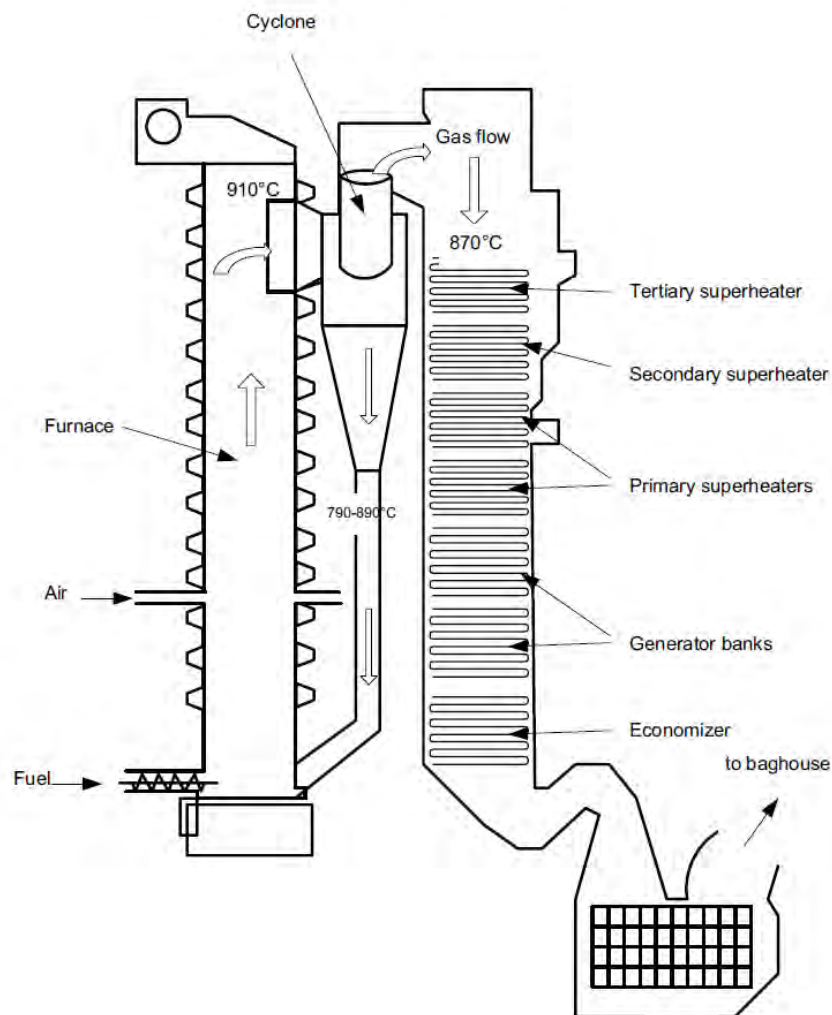 Cyclone
Gas flow
910°C
870°C
Tertiary superheater
Secondary superheater
Furnace
Primary superheaters
790-890°C
Air
Generator banks
Economizer
to baghouse
Fuel